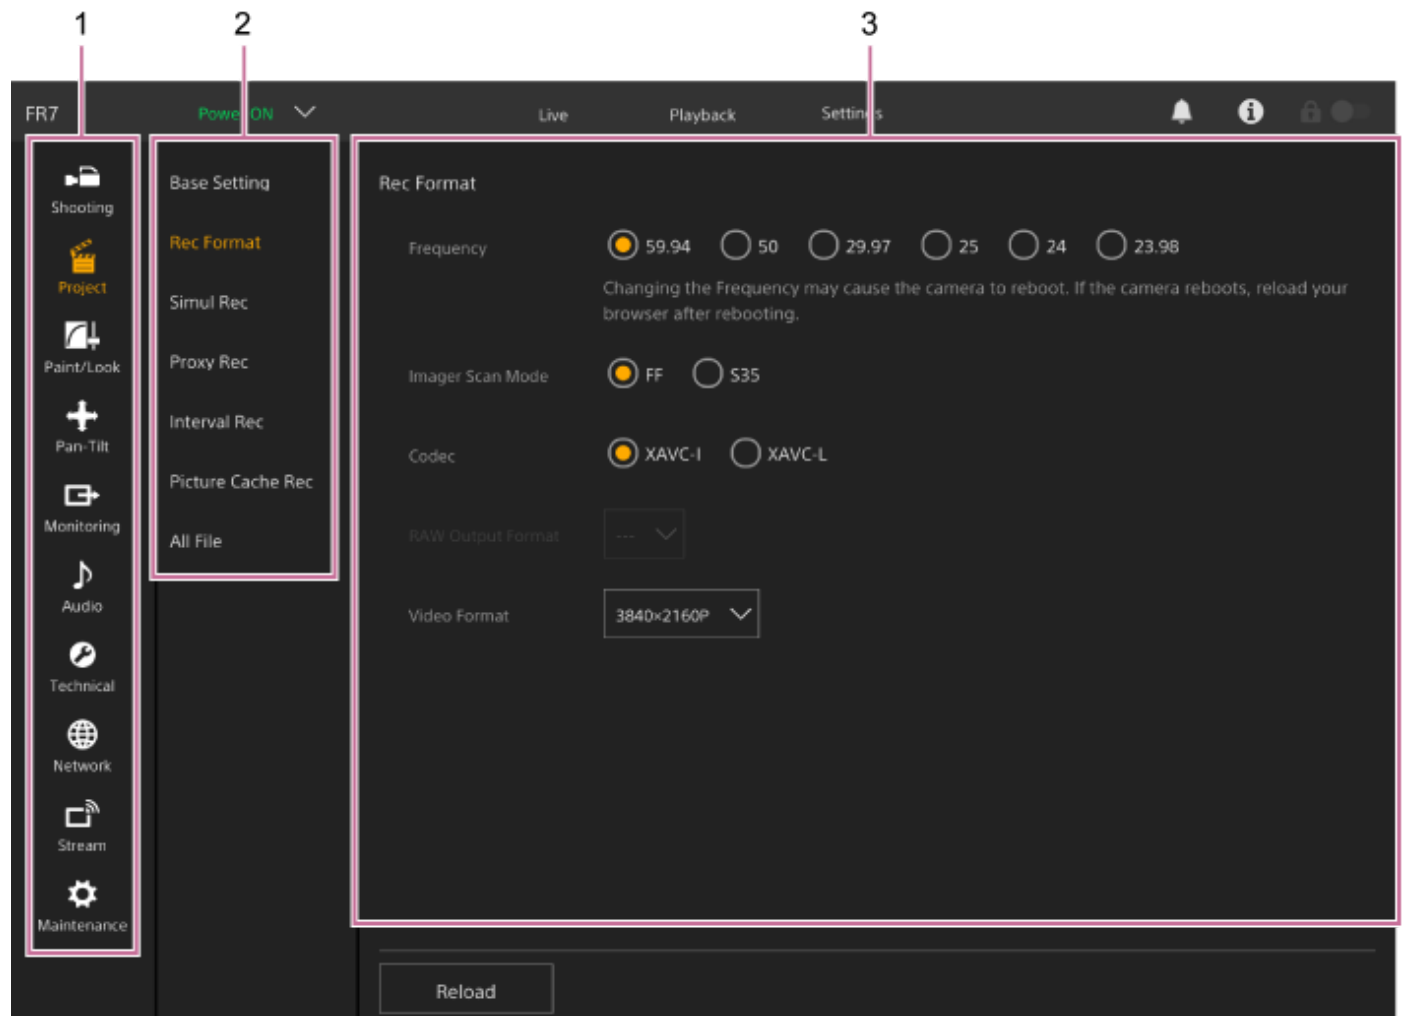 1 2 3
FR7 Power ON Live Playback Settings
Shooting
Project
Paint/Look
Pan-Tilt
Monitoring
Audio
Technical
Network
Stream
Maintenance
Base Setting
Rec Format
Simul Rec
Proxy Rec
Interval Rec
Picture Cache Rec
All File
Rec Format
Frequency 59.94 50 29.97 25 24 23.98
Changing the Frequency may cause the camera to reboot. If the camera reboots, reload your
browser after rebooting.
Imager Scan Mode FF S35
Codec XAVC-I XAVC-L
RAW Output Format ---
Video Format 3840×2160P
Reload